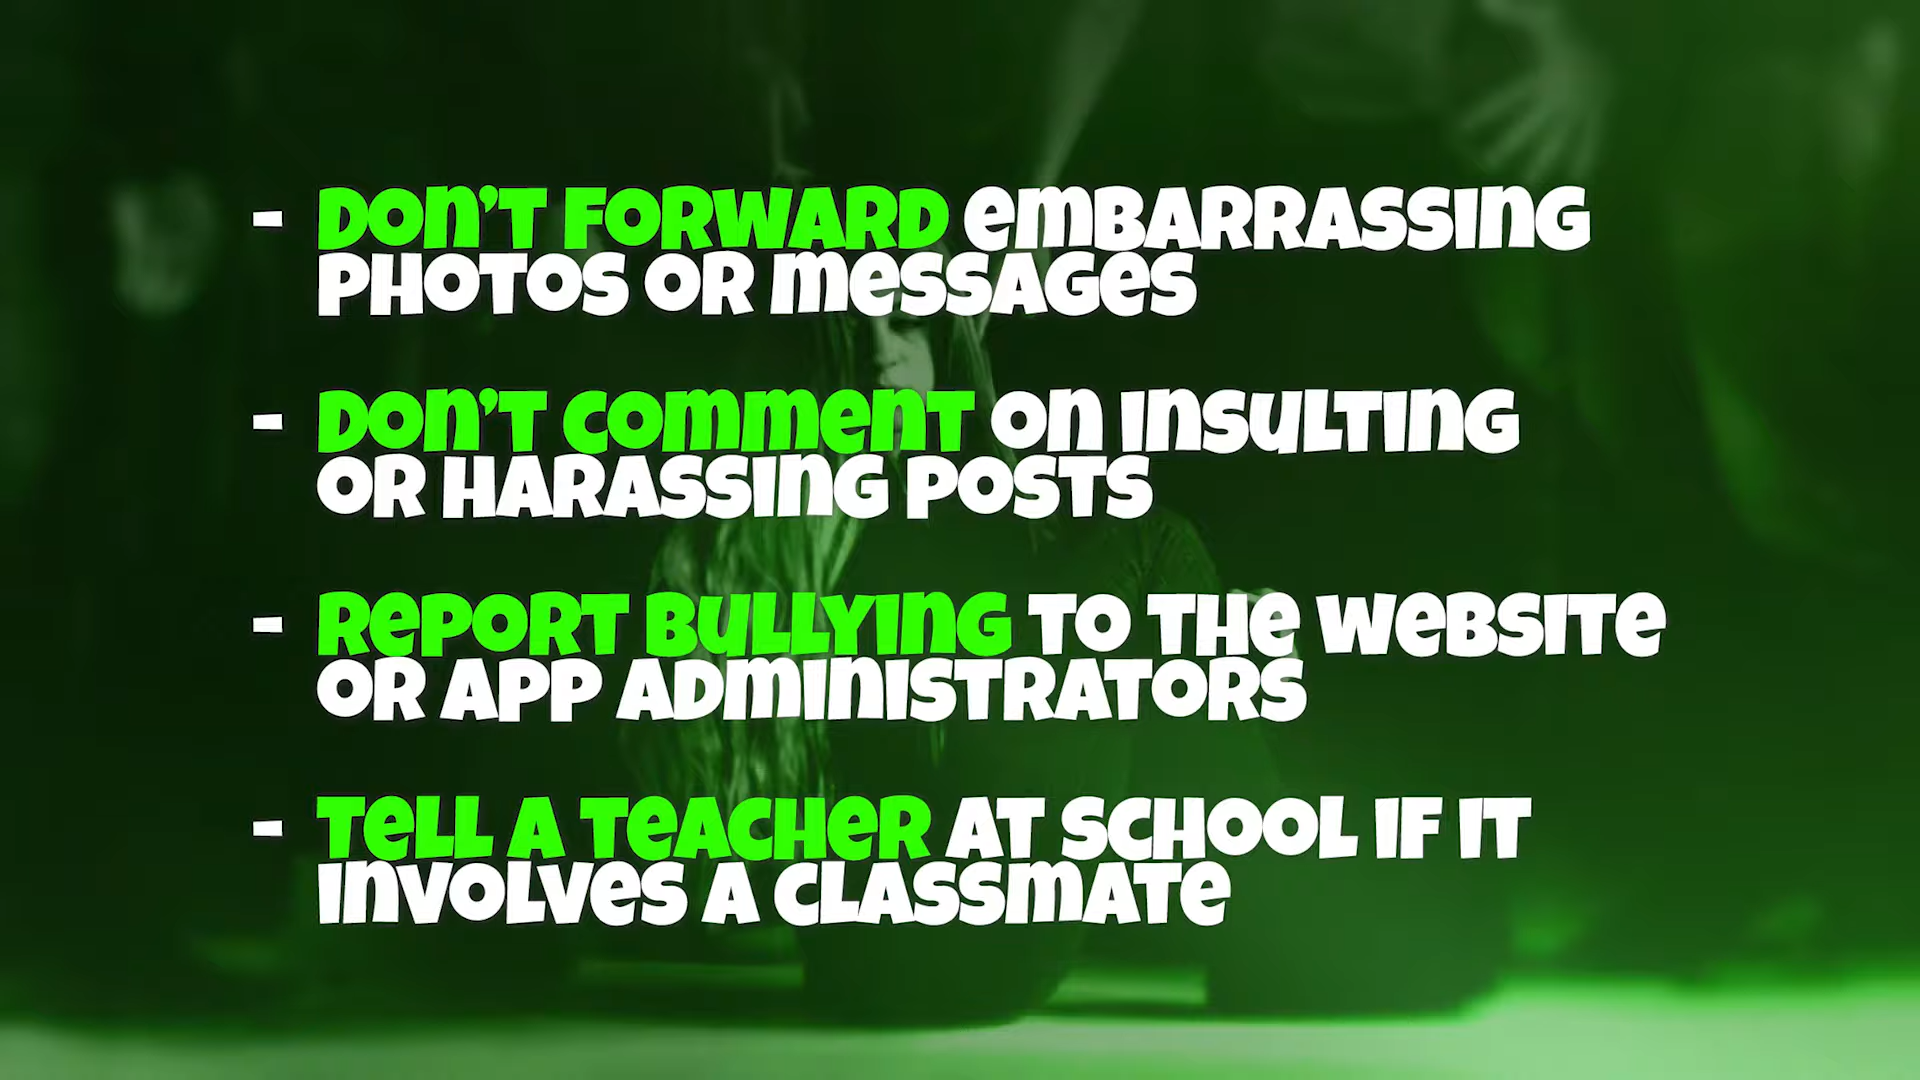 - DON'T FORWARD EMBARRASSING
PHOTOS OR MESSAGES
- DON'T COMMENT ON INSULTING
OR HARASSING POSTS
- REPORT BULLYING TO THE WEBSITE
OR APP ADMINISTRATORS
- TELL A TEACHER AT SCHOOL IF IT
INVOLVES A CLASSMATE